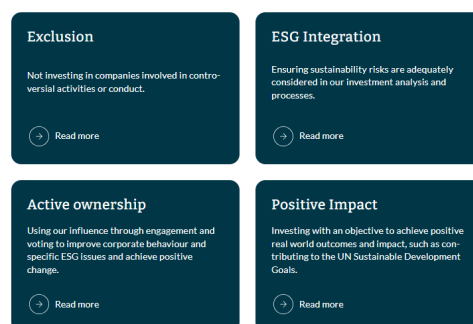 Exclusion
Not investing in companies involved in contro-
versial activities or conduct.
Read more
ESG Integration
Ensuring sustainability risks are adequately
considered in our investment analysis and
processes.
Read more
Active ownership
Using our influence through engagement and
voting to improve corporate behaviour and
specific ESG issues and achieve positive
change.
Read more
Positive Impact
Investing with an objective to achieve positive
real world outcomes and impact, such as con-
tributing to the UN Sustainable Development
Goals.
Read more